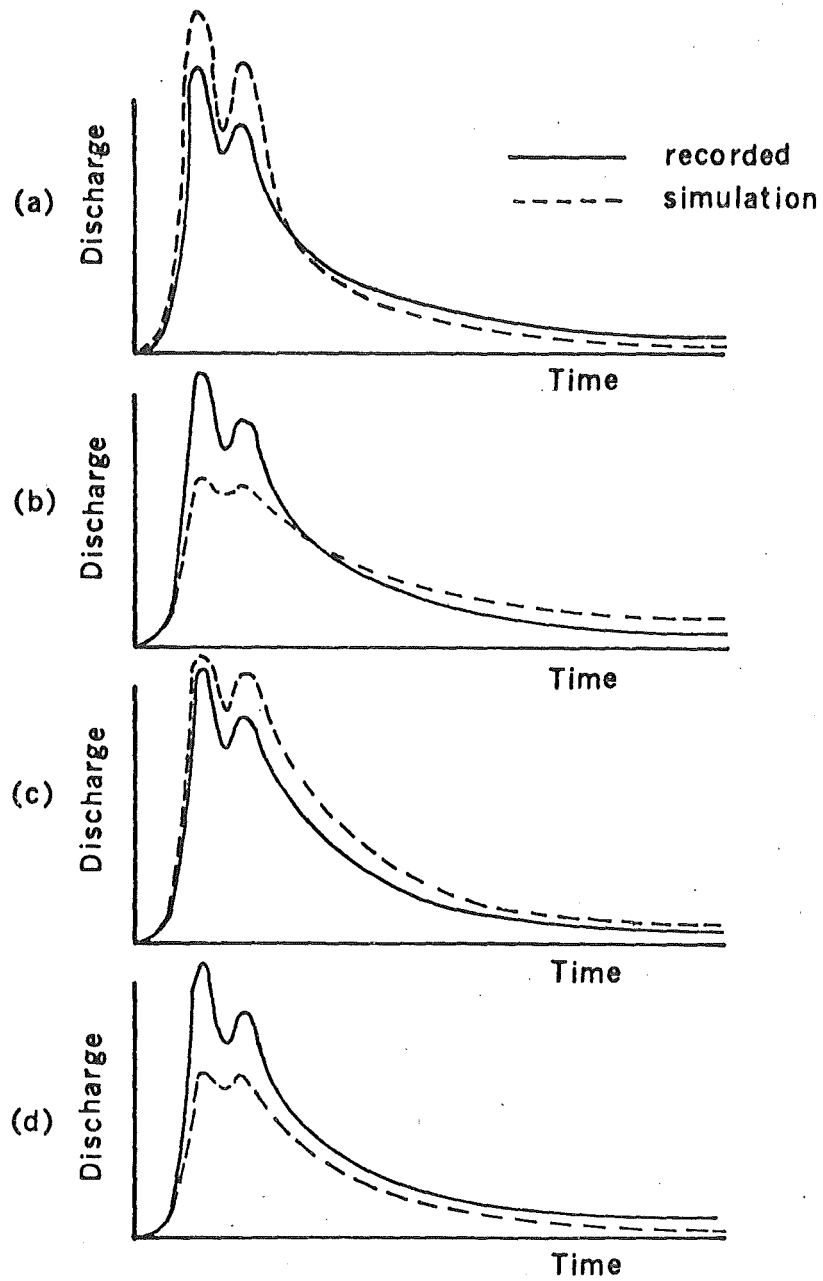 (a)
Discharge
recorded
simulation
Time
(b)
Discharge
Time
(c)
Discharge
Time
(d)
Discharge
Time